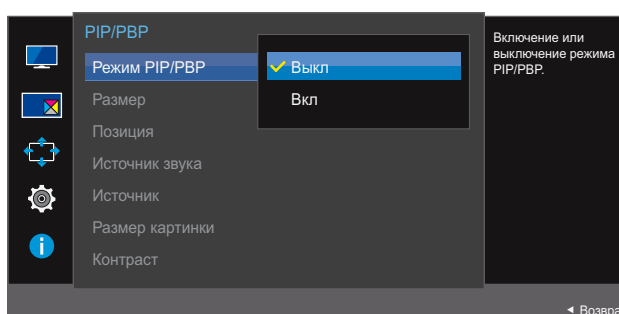 PIP/PBP
Режим PIP/PBP
Выкл
Вкл
Размер
Позиция
Источник звука
Источник
Размер картинки
Контраст
Включение или
выключение режима
PIP/PBP.